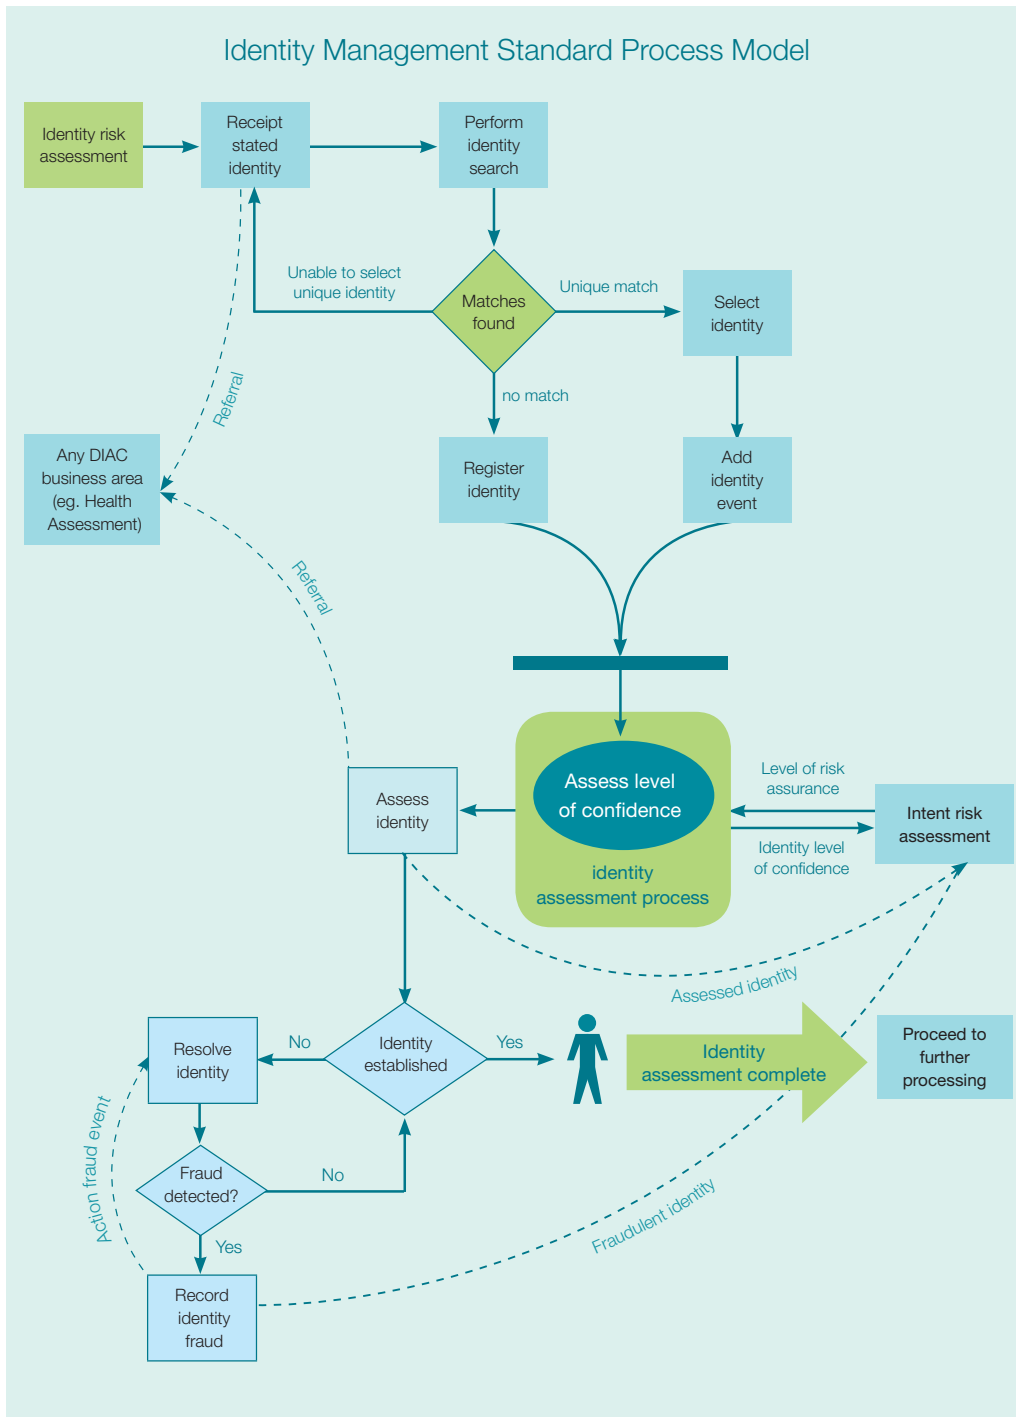 Identity Management Standard Process Model
Identity risk
assessment
Receipt
stated
identity
Perform
identity
search
Unable to select
unique identity
Matches
found
Unique match
Select
identity
Referral
no match
Any DIAC
business area
(eg. Health
Assessment)
Register
identity
Add
identity
event
Referral
Assess
identity
Assess level
of confidence
identity
assessment process
Level of risk
assurance
Identity level
of confidence
Intent risk
assessment
Assessed identity
Resolve
identity
No
Identity
established
Yes
Identity
assessment complete
Proceed to
further
processing
Action fraud event
Fraud
detected?
No
Yes
Fraudulent identity
Record
identity
fraud